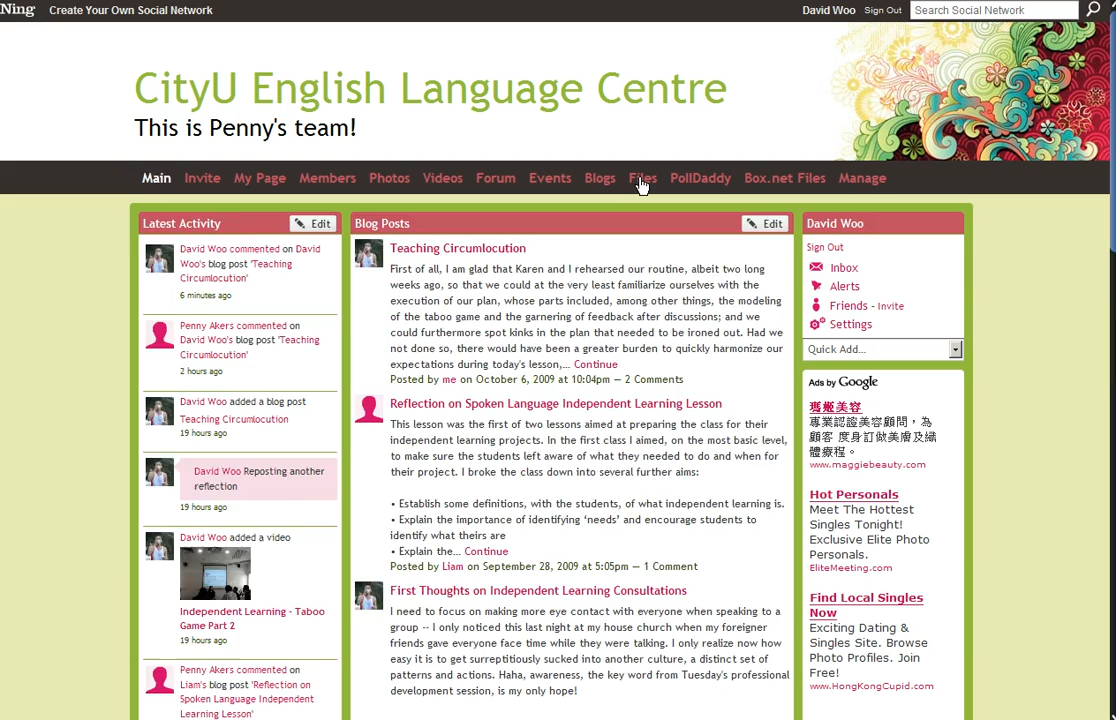 Ning Create Your Own Social Network David Woo Sign Out Search Social Network
CityU English Language Centre
This is Penny's team!
Main Invite My Page Members Photos Videos Forum Events Blogs Files PollDaddy Box.net Files Manage
Latest Activity Edit
David Woo commented on David
Woo's blog post 'Teaching
Circumlocution'
6 minutes ago
Penny Akers commented on
David Woo's blog post 'Teaching
Circumlocution'
2 hours ago
David Woo added a blog post
Teaching Circumlocution
19 hours ago
David Woo Reposting another
reflection
19 hours ago
David Woo added a video
Independent Learning - Taboo
Game Part 2
19 hours ago
Penny Akers commented on
Liam's blog post 'Reflection on
Spoken Language Independent
Learning Lesson'
Blog Posts Edit
Teaching Circumlocution
First of all, I am glad that Karen and I rehearsed our routine, albeit two long
weeks ago, so that we could at the very least familiarize ourselves with the
execution of our plan, whose parts included, among other things, the modeling
of the taboo game and the garnering of feedback after discussions; and we
could furthermore spot kinks in the plan that needed to be ironed out. Had we
not done so, there would have been a greater burden to quickly harmonize our
expectations during today's lesson,... Continue
Posted by me on October 6, 2009 at 10:04pm — 2 Comments
Reflection on Spoken Language Independent Learning Lesson
This lesson was the first of two lessons aimed at preparing the class for their
independent learning projects. In the first class I aimed, on the most basic level,
to make sure the students left aware of what they needed to do and when for
their project. I broke the class down into several further aims:
• Establish some definitions, with the students, of what independent learning is.
• Explain the importance of identifying ‘needs’ and encourage students to
identify what theirs are
• Explain the... Continue
Posted by Liam on September 28, 2009 at 5:05pm — 1 Comment
First Thoughts on Independent Learning Consultations
I need to focus on making more eye contact with everyone when speaking to a
group -- I only noticed this last night at my house church when my foreigner
friends gave everyone face time while they were talking. I only realize now how
easy it is to get surreptitiously sucked into another culture, a distinct set of
patterns and actions. Haha, awareness, the key word from Tuesday's professional
development session, is my only hope!
David Woo
Sign Out
Inbox
Alerts
Friends - Invite
Settings
Quick Add...
Ads by Google
瑪姬美容
專業認證美容顧問，為
顧客 度身訂做美膚及纖
體療程。
www.maggiebeauty.com
Hot Personals
Meet The Hottest
Singles Tonight!
Exclusive Elite Photo
Personals.
EliteMeeting.com
Find Local Singles
Now
Exciting Dating &
Singles Site. Browse
Photo Profiles. Join
Free!
www.HongKongCupid.com